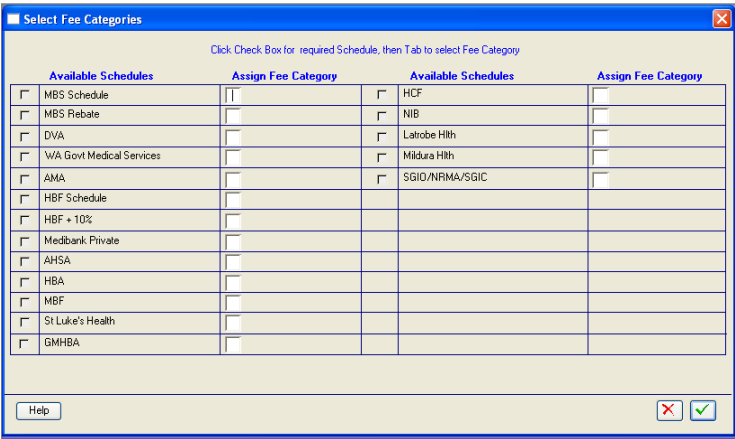 Select Fee Categories
Click Check Box for required Schedule, then Tab to select Fee Category
Available Schedules Assign Fee Category Available Schedules Assign Fee Category
MBS Schedule HCF
MBS Rebate NIB
DVA Latrobe Hlth
WA Govt Medical Services Mildura Hlth
AMA SGIO/NRMA/SGIC
HBF Schedule
HBF + 10%
Medibank Private
AHSA
HBA
MBF
St Luke's Health
GMHBA
Help